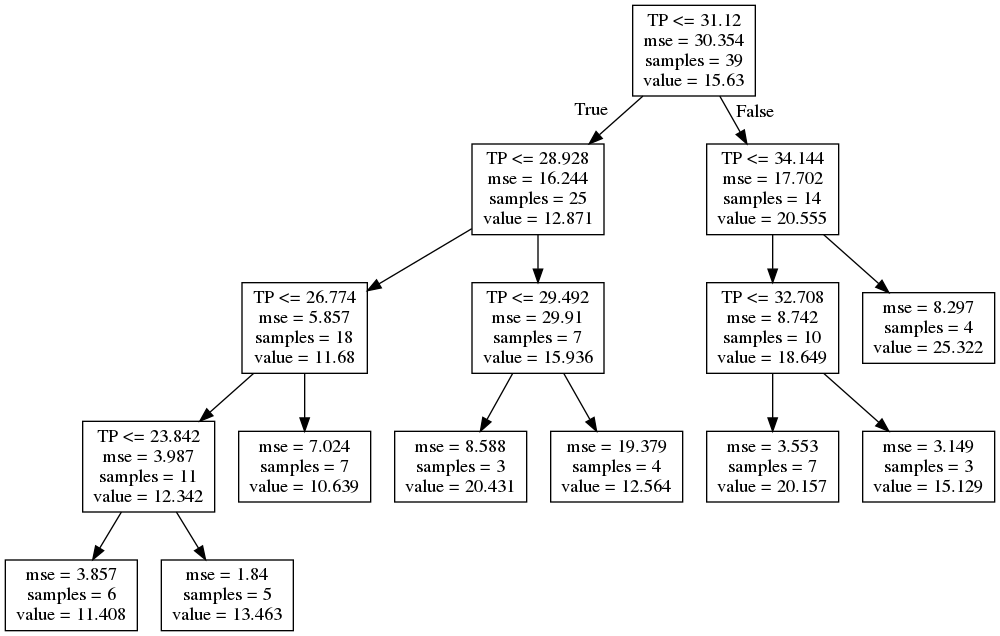 TP <= 31.12
mse = 30.354
samples = 39
value = 15.63
True
False
TP <= 28.928
mse = 16.244
samples = 25
value = 12.871
TP <= 34.144
mse = 17.702
samples = 14
value = 20.555
TP <= 26.774
mse = 5.857
samples = 18
value = 11.68
TP <= 29.492
mse = 29.91
samples = 7
value = 15.936
TP <= 32.708
mse = 8.742
samples = 10
value = 18.649
mse = 8.297
samples = 4
value = 25.322
TP <= 23.842
mse = 3.987
samples = 11
value = 12.342
mse = 7.024
samples = 7
value = 10.639
mse = 8.588
samples = 3
value = 20.431
mse = 19.379
samples = 4
value = 12.564
mse = 3.553
samples = 7
value = 20.157
mse = 3.149
samples = 3
value = 15.129
mse = 3.857
samples = 6
value = 11.408
mse = 1.84
samples = 5
value = 13.463